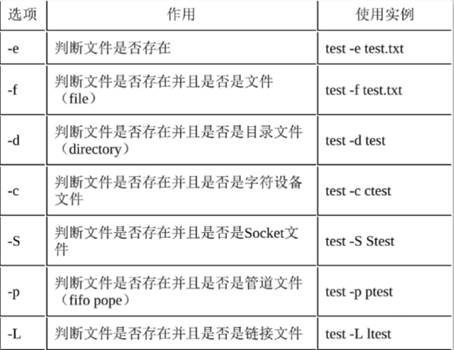 选项 作用 使用实例
-e 判断文件是否存在 test -e test.txt
-f 判断文件是否存在并且是否是文件
（file） test -f test.txt
-d 判断文件是否存在并且是否是目录文件
（directory） test -d test
-c 判断文件是否存在并且是否是字符设备
文件 test -c ctest
-S 判断文件是否存在并且是否是Socket文
件 test -S Stest
-p 判断文件是否存在并且是否是管道文件
（fifo pope） test -p ptest
-L 判断文件是否存在并且是否是链接文件 test -L ltest